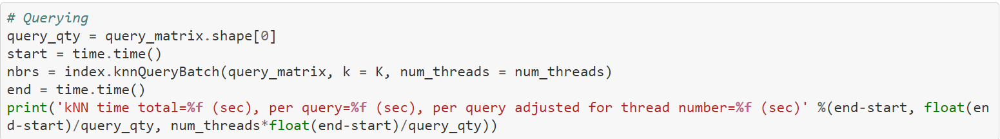 # Querying
query_qty = query_matrix.shape[0]
start = time.time()
nbrs = index.knnQueryBatch(query_matrix, k = K, num_threads = num_threads)
end = time.time()
print('kNN time total=%f (sec), per query=%f (sec), per query adjusted for thread number=%f (sec)' %(end-start, float(en
d-start)/query_qty, num_threads*float(end-start)/query_qty))